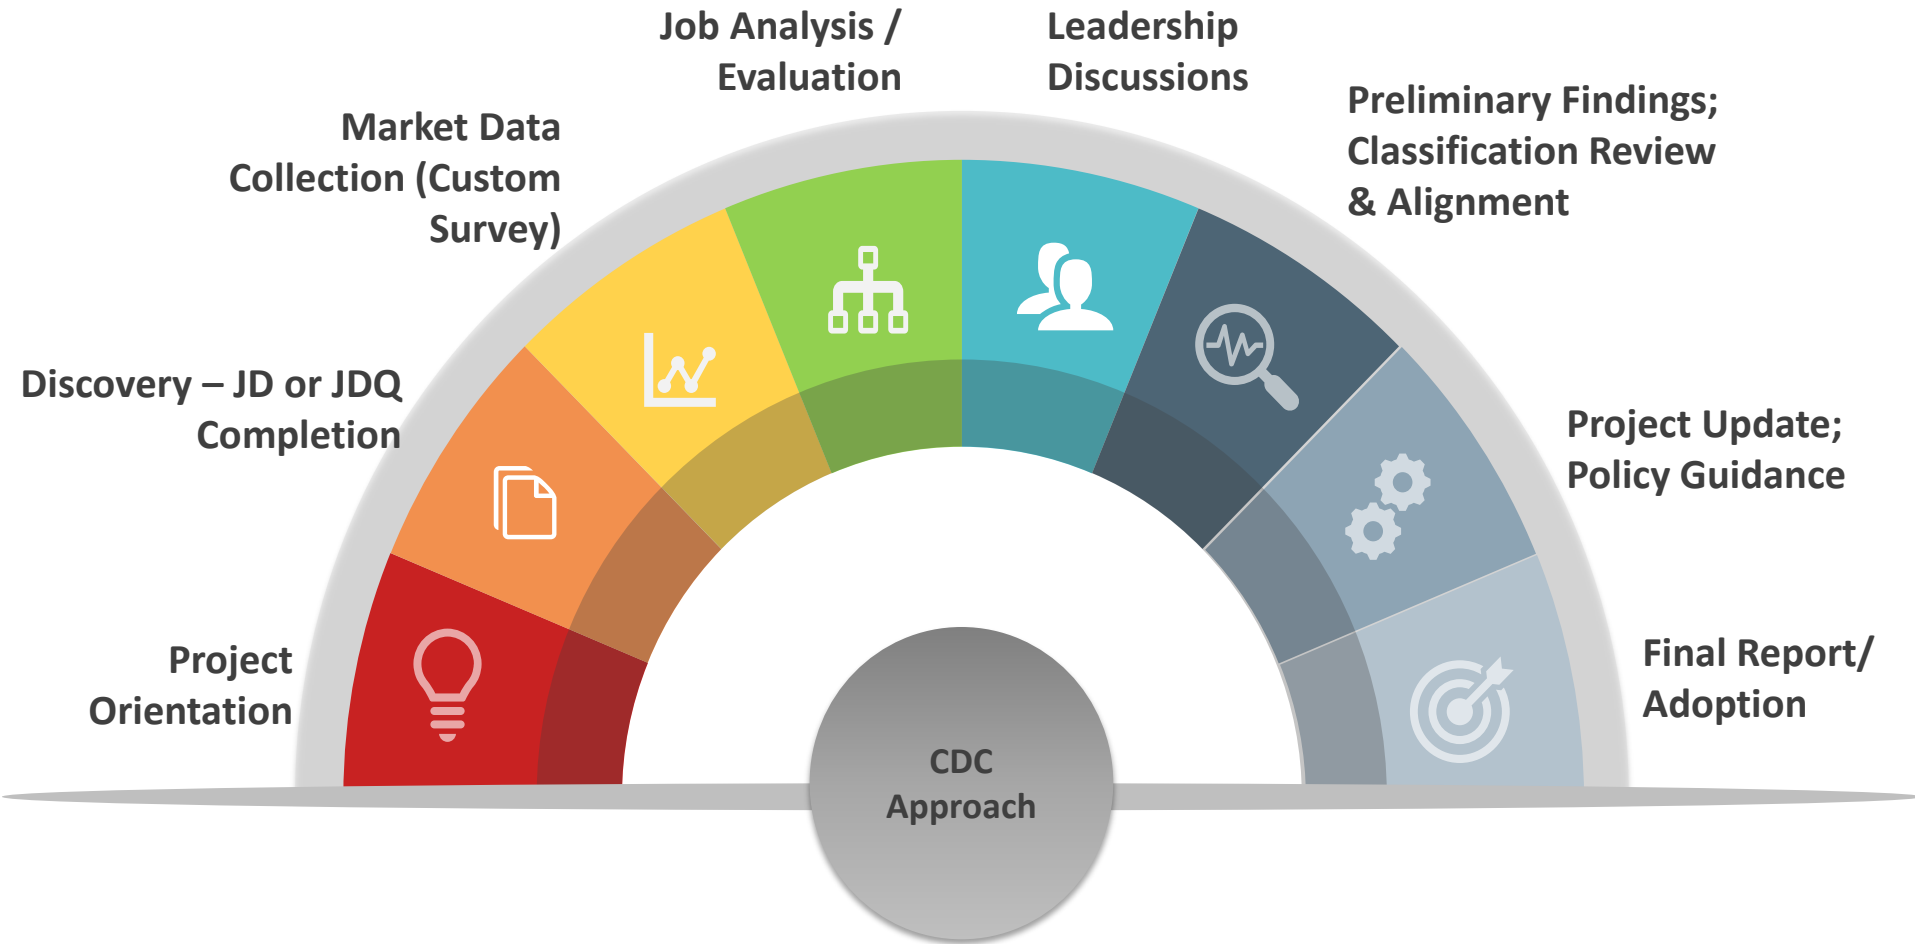 Project
Orientation
Discovery – JD or JDQ
Completion
Market Data
Collection (Custom
Survey)
Job Analysis /
Evaluation
Leadership
Discussions
Preliminary Findings;
Classification Review
& Alignment
Project Update;
Policy Guidance
Final Report/
Adoption
CDC
Approach